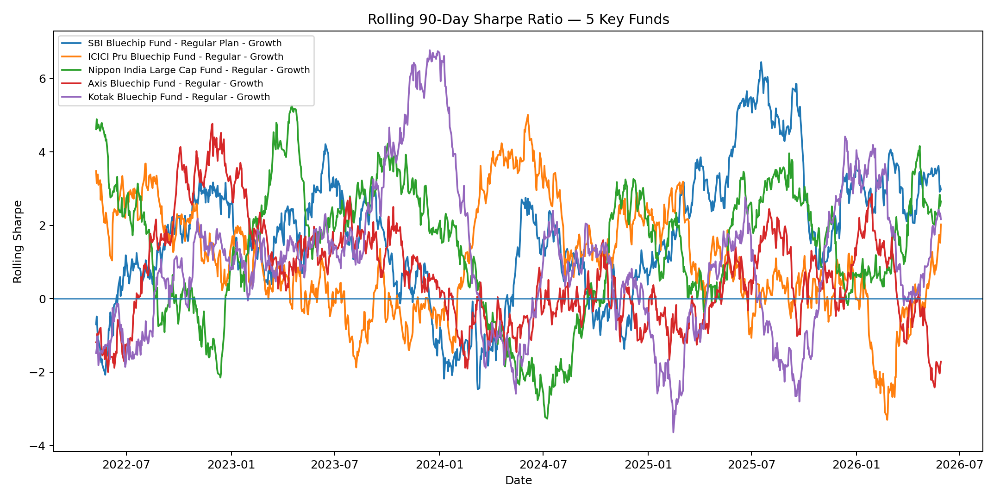 Rolling 90-Day Sharpe Ratio — 5 Key Funds
SBI Bluechip Fund - Regular Plan - Growth
ICICI Pru Bluechip Fund - Regular - Growth
Nippon India Large Cap Fund - Regular - Growth
Axis Bluechip Fund - Regular - Growth
Kotak Bluechip Fund - Regular - Growth
Rolling Sharpe
6
4
2
0
−2
−4
2022-07
2023-01
2023-07
2024-01
2024-07
2025-01
2025-07
2026-01
2026-07
Date